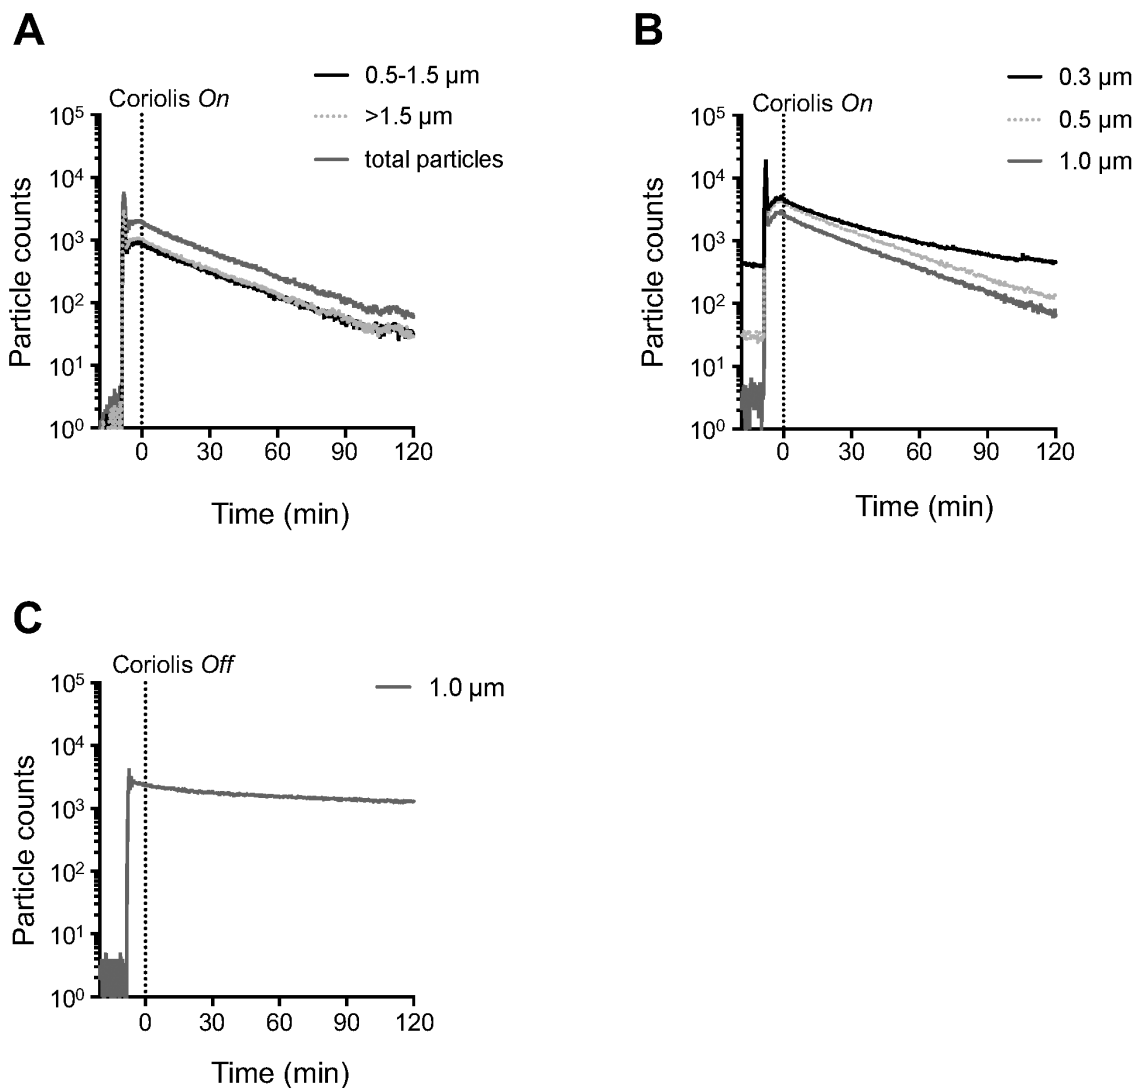 A
0.5-1.5 µm
>1.5 µm
total particles
Coriolis On
10⁵
10⁴
10³
10²
10¹
10⁰
Particle counts
0 30 60 90 120
Time (min)
B
0.3 µm
0.5 µm
1.0 µm
Coriolis On
10⁵
10⁴
10³
10²
10¹
10⁰
Particle counts
0 30 60 90 120
Time (min)
C
Coriolis Off
1.0 µm
10⁵
10⁴
10³
10²
10¹
10⁰
Particle counts
0 30 60 90 120
Time (min)